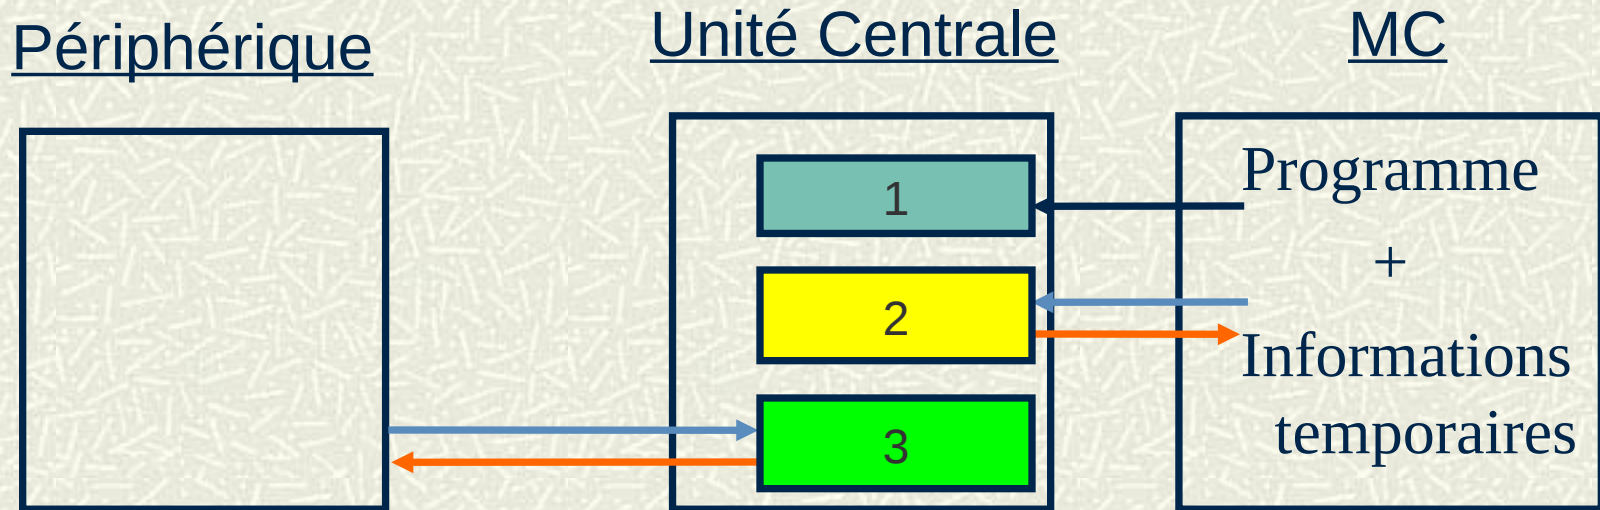 Périphérique
Unité Centrale
MC
1
2
3
Programme
+
Informations
temporaires